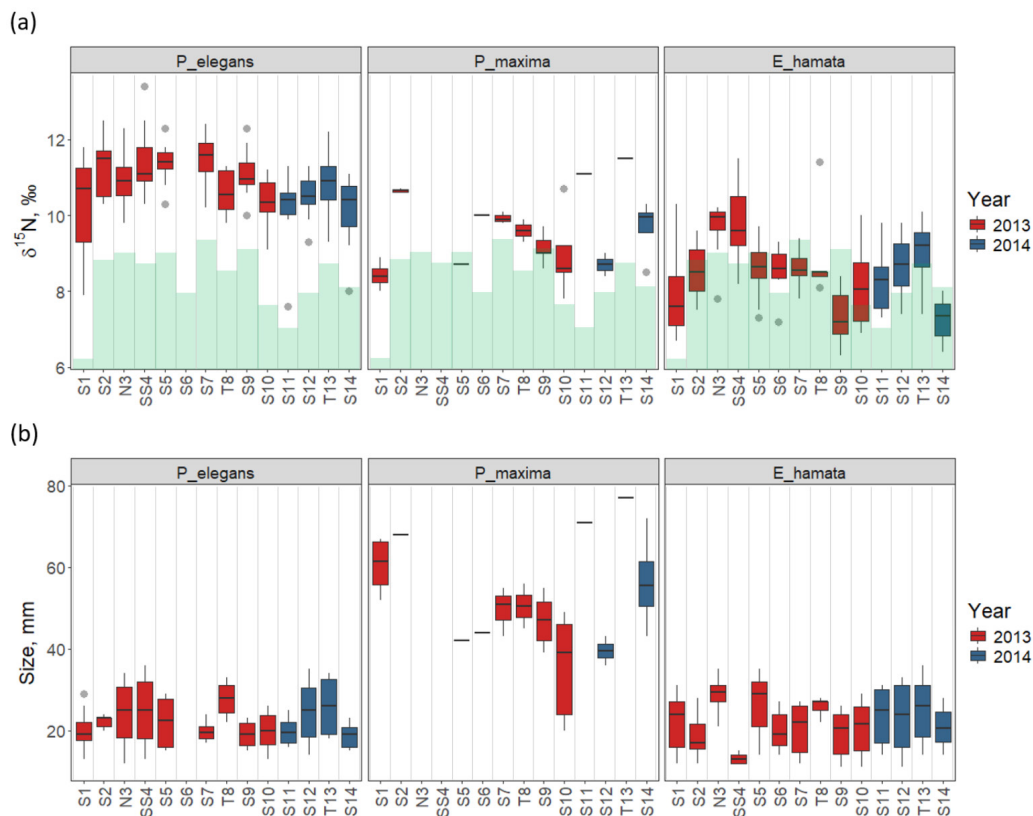 (a)
P_elegans P_maxima E_hamata
δ15N, ‰
12
10
8
6
Year
2013
2014
S1 S2 N3 SS4 S5 S6 S7 T8 S9 S10 S11 S12 T13 S14 S1 S2 N3 SS4 S5 S6 S7 T8 S9 S10 S11 S12 T13 S14 S1 S2 N3 SS4 S5 S6 S7 T8 S9 S10 S11 S12 T13 S14
(b)
P_elegans P_maxima E_hamata
Size, mm
80
60
40
20
Year
2013
2014
S1 S2 N3 SS4 S5 S6 S7 T8 S9 S10 S11 S12 T13 S14 S1 S2 N3 SS4 S5 S6 S7 T8 S9 S10 S11 S12 T13 S14 S1 S2 N3 SS4 S5 S6 S7 T8 S9 S10 S11 S12 T13 S14